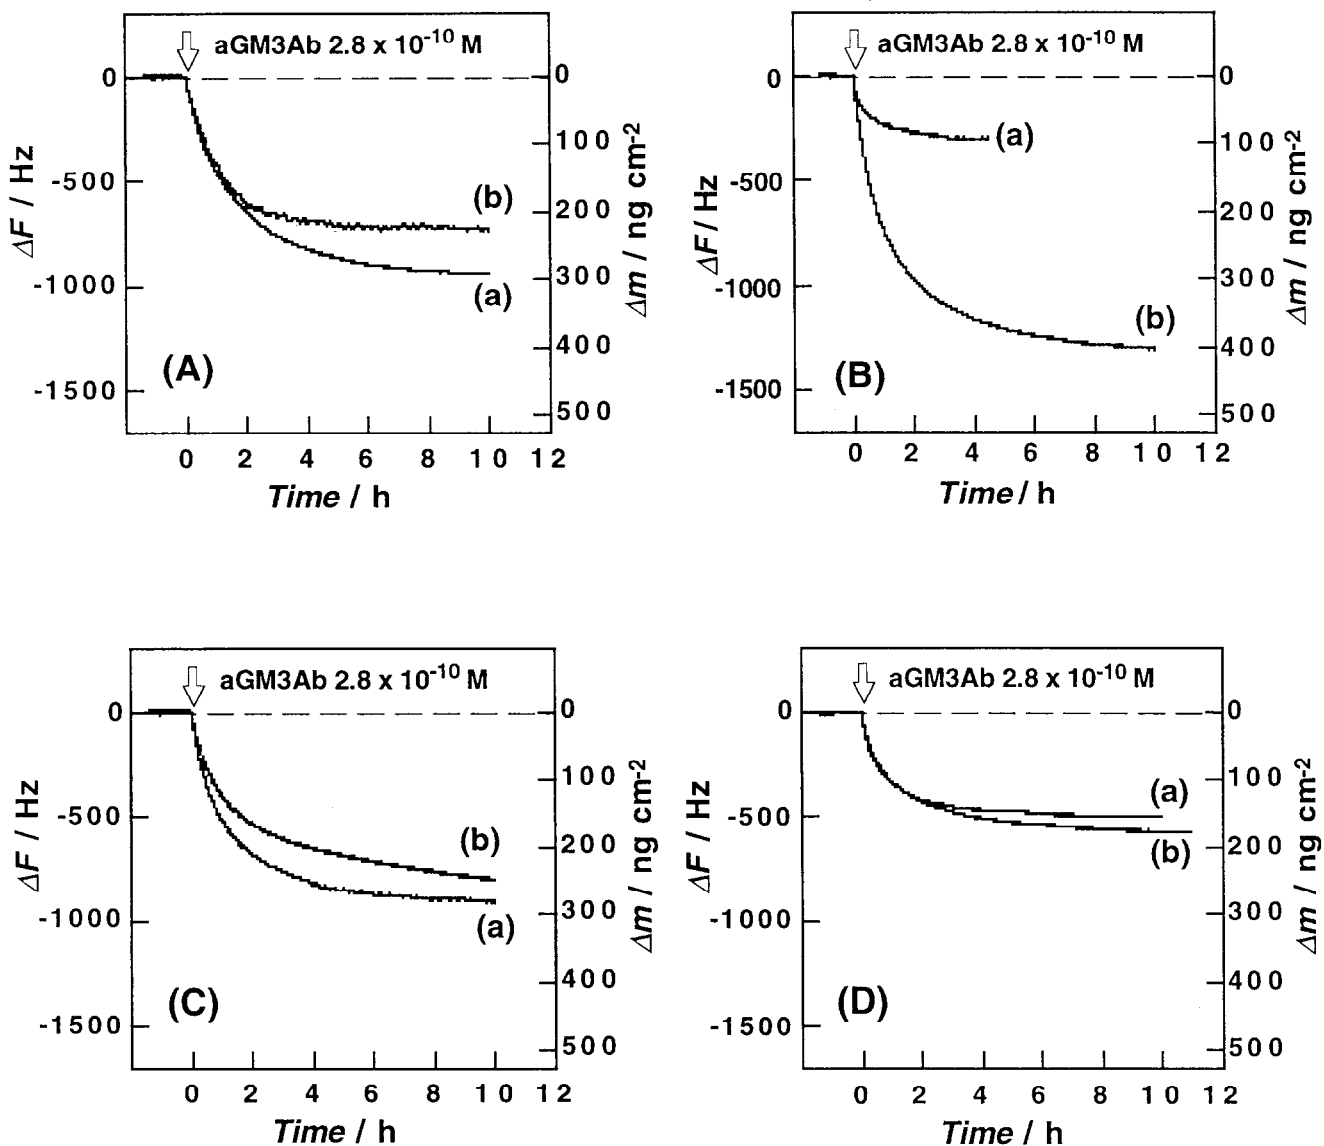 aGM3Ab 2.8 x 10-10 M
0
-500
-1000
-1500
ΔF / Hz
0
100
200
300
400
500
Δm / ng cm-2
(b)
(a)
(A)
0 2 4 6 8 10 12
Time / h
aGM3Ab 2.8 x 10-10 M
0
-500
-1000
-1500
ΔF / Hz
0
100
200
300
400
500
Δm / ng cm-2
(a)
(b)
(B)
0 2 4 6 8 10 12
Time / h
aGM3Ab 2.8 x 10-10 M
0
-500
-1000
-1500
ΔF / Hz
0
100
200
300
400
500
Δm / ng cm-2
(b)
(a)
(C)
0 2 4 6 8 10 12
Time / h
aGM3Ab 2.8 x 10-10 M
0
-500
-1000
-1500
ΔF / Hz
0
100
200
300
400
500
Δm / ng cm-2
(a)
(b)
(D)
0 2 4 6 8 10 12
Time / h